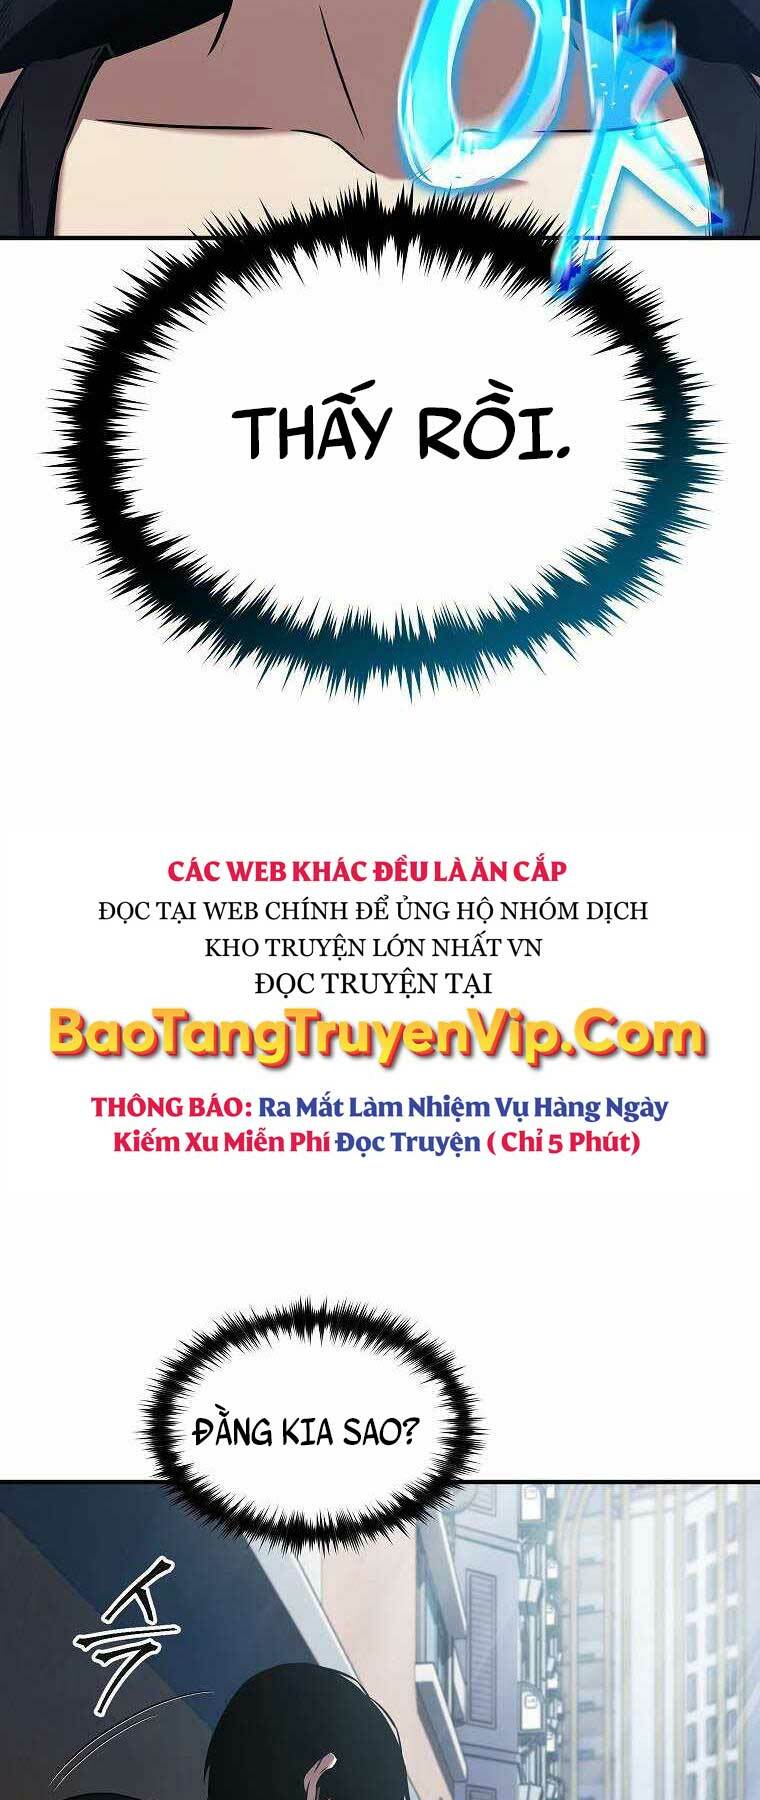 OK
THẤY RỒI.
CÁC WEB KHÁC ĐỀU LÀ ĂN CẮP
ĐỌC TẠI WEB CHÍNH ĐỂ ỦNG HỘ NHÓM DỊCH
KHO TRUYỆN LỚN NHẤT VN
ĐỌC TRUYỆN TẠI
BaoTangTruyenVip.Com
THÔNG BÁO: Ra Mắt Làm Nhiệm Vụ Hàng Ngày
Kiếm Xu Miễn Phí Đọc Truyện ( Chỉ 5 Phút)
ĐẰNG KIA SAO?
슥